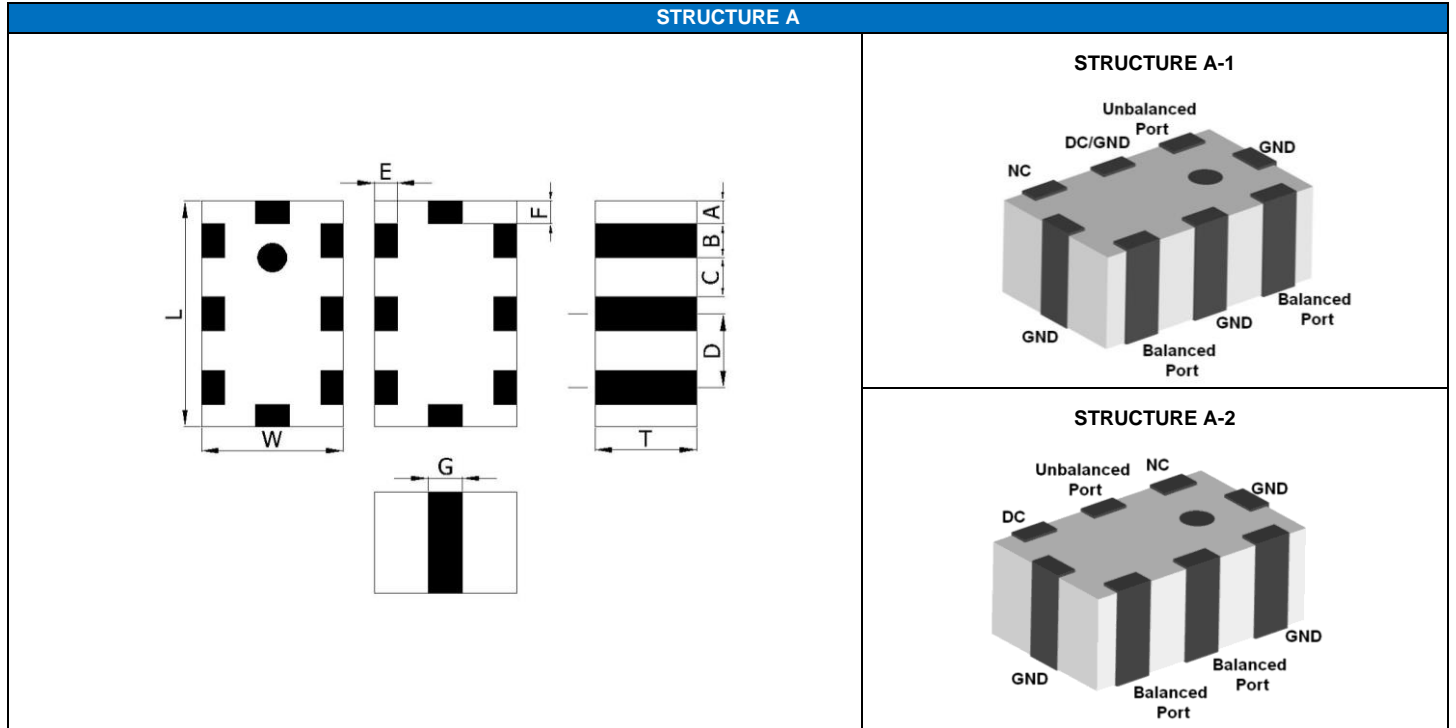 STRUCTURE A
E
F
A
B
C
D
L
W
T
G
STRUCTURE A-1
Unbalanced
Port
DC/GND
GND
NC
Balanced
Port
GND
GND
Balanced
Port
STRUCTURE A-2
NC
Unbalanced
Port
GND
DC
GND
Balanced
Port
GND
Balanced
Port